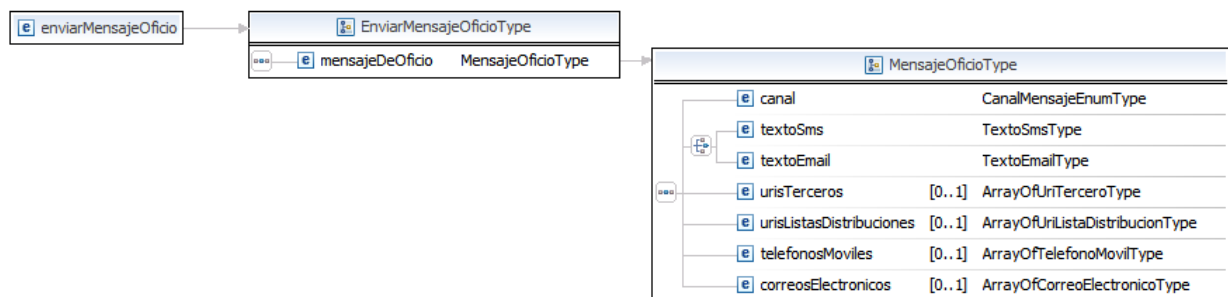 enviarMensajeOficio
EnviarMensajeOficioType
mensajeDeOficio MensajeOficioType
MensajeOficioType
canal CanalMensajeEnumType
textoSms TextoSmsType
textoEmail TextoEmailType
urisTerceros [0..1] ArrayOfUriTerceroType
urisListasDistribuciones [0..1] ArrayOfUriListaDistribucionType
telefonosMoviles [0..1] ArrayOfTelefonoMovilType
correosElectronicos [0..1] ArrayOfCorreoElectronicoType